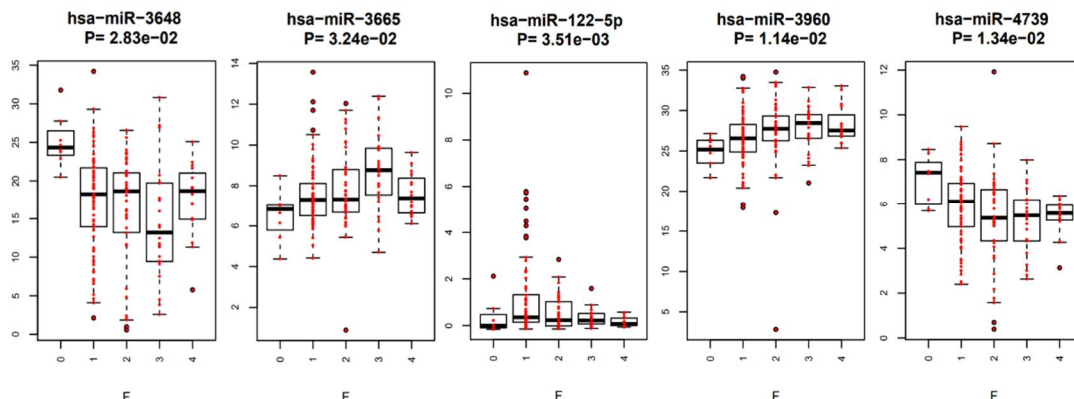 hsa−miR−3648
P= 2.83e−02
35
30
25
20
15
10
5
0
0 1 2 3 4
F
hsa−miR−3665
P= 3.24e−02
14
12
10
8
6
4
2
0 1 2 3 4
F
hsa−miR−122−5p
P= 3.51e−03
10
8
6
4
2
0
0 1 2 3 4
F
hsa−miR−3960
P= 1.14e−02
35
30
25
20
15
10
5
0 1 2 3 4
F
hsa−miR−4739
P= 1.34e−02
12
10
8
6
4
2
0
0 1 2 3 4
F